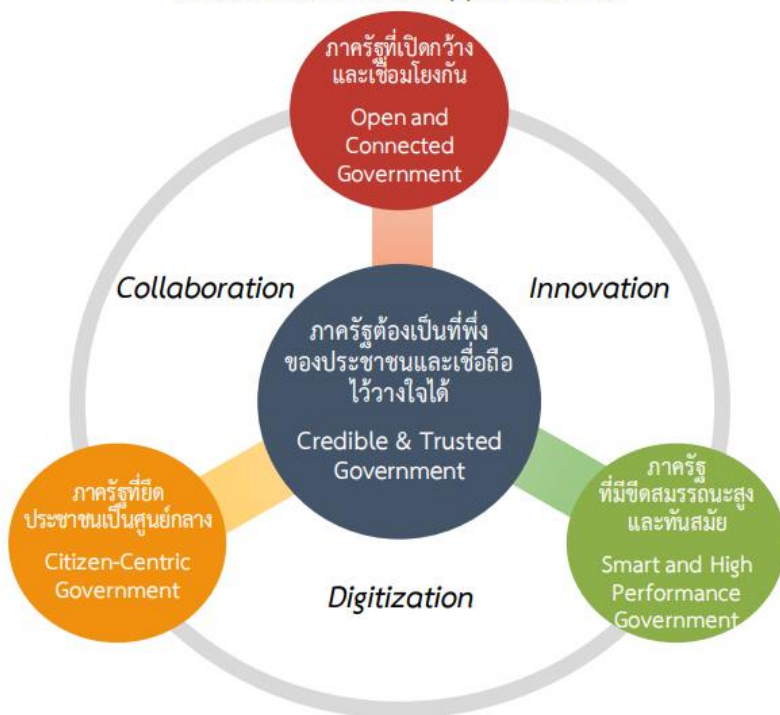 ภาครัฐที่เปิดกว้าง
และเชื่อมโยงกัน
Open and
Connected
Government
Collaboration
Innovation
ภาครัฐต้องเป็นที่พึ่ง
ของประชาชนและเชื่อถือ
ไว้วางใจได้
Credible & Trusted
Government
ภาครัฐที่ยึด
ประชาชนเป็นศูนย์กลาง
Citizen-Centric
Government
ภาครัฐ
ที่มีขีดสมรรถนะสูง
และทันสมัย
Smart and High
Performance
Government
Digitization